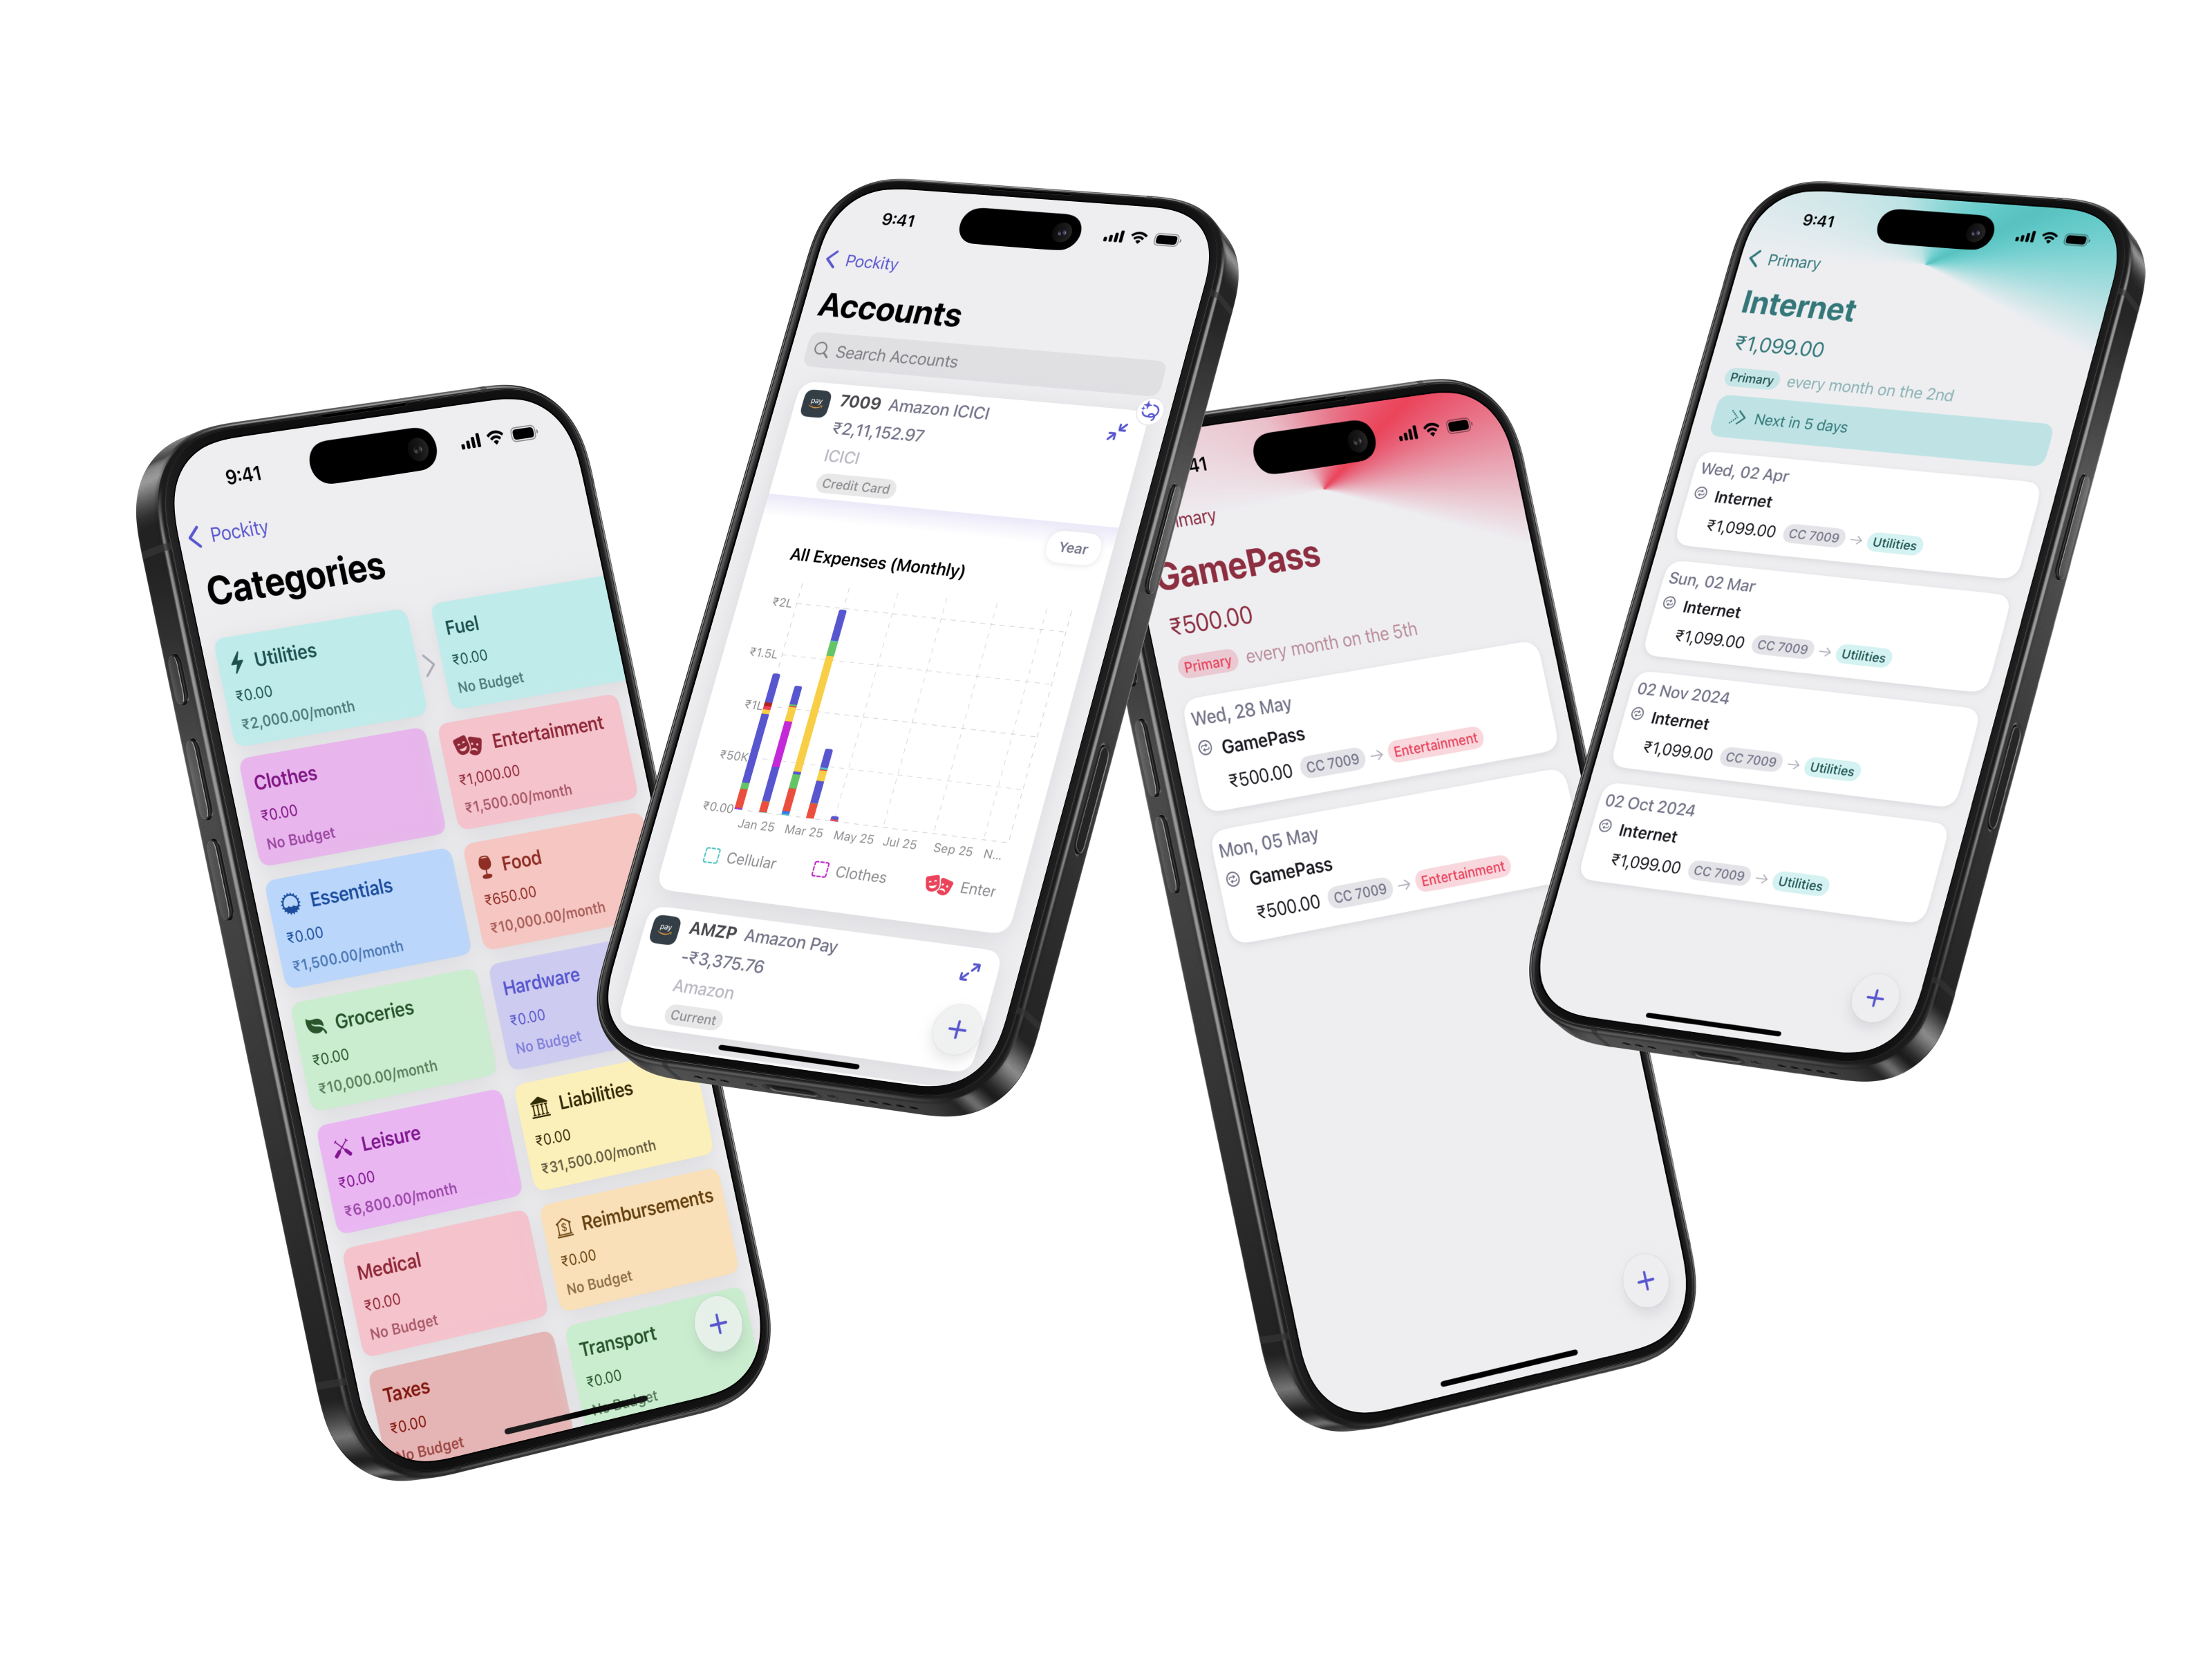 9:41
Pockity
Categories
Utilities
₹0.00
₹2,000.00/month
Fuel
₹0.00
No Budget
Clothes
₹0.00
No Budget
Entertainment
₹1,000.00
₹1,500.00/month
Essentials
₹0.00
₹1,500.00/month
Food
₹650.00
₹10,000.00/month
Groceries
₹0.00
₹10,000.00/month
Hardware
₹0.00
No Budget
Leisure
₹0.00
₹6,800.00/month
Liabilities
₹0.00
₹31,500.00/month
Medical
₹0.00
No Budget
Reimbursements
₹0.00
No Budget
Taxes
₹0.00
No Budget
Transport
₹0.00
No Budget
9:41
Pockity
Accounts
Search Accounts
pay
7009 Amazon ICICI
₹2,11,152.97
ICICI
Credit Card
Year
All Expenses (Monthly)
₹2L
₹1.5L
₹1L
₹50K
₹0.00
Jan 25 Mar 25 May 25 Jul 25 Sep 25 N...
Cellular Clothes Enter
pay
AMZP Amazon Pay
-₹3,375.76
Amazon
Current
41
imary
GamePass
₹500.00
Primary every month on the 5th
Wed, 28 May
GamePass
₹500.00 CC 7009 → Entertainment
Mon, 05 May
GamePass
₹500.00 CC 7009 → Entertainment
9:41
Primary
Internet
₹1,099.00
Primary every month on the 2nd
Next in 5 days
Wed, 02 Apr
Internet
₹1,099.00 CC 7009 → Utilities
Sun, 02 Mar
Internet
₹1,099.00 CC 7009 → Utilities
02 Nov 2024
Internet
₹1,099.00 CC 7009 → Utilities
02 Oct 2024
Internet
₹1,099.00 CC 7009 → Utilities